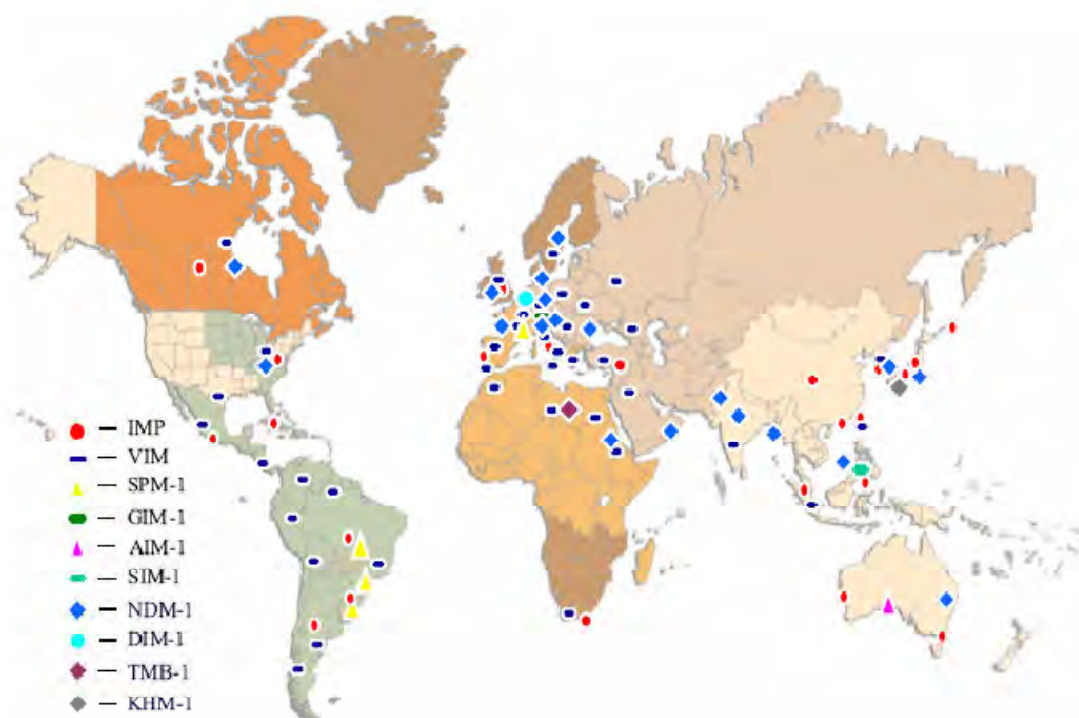 — IMP
— VIM
— SPM-1
— GIM-1
— AIM-1
— SIM-1
— NDM-1
— DIM-1
— TMB-1
— KHM-1